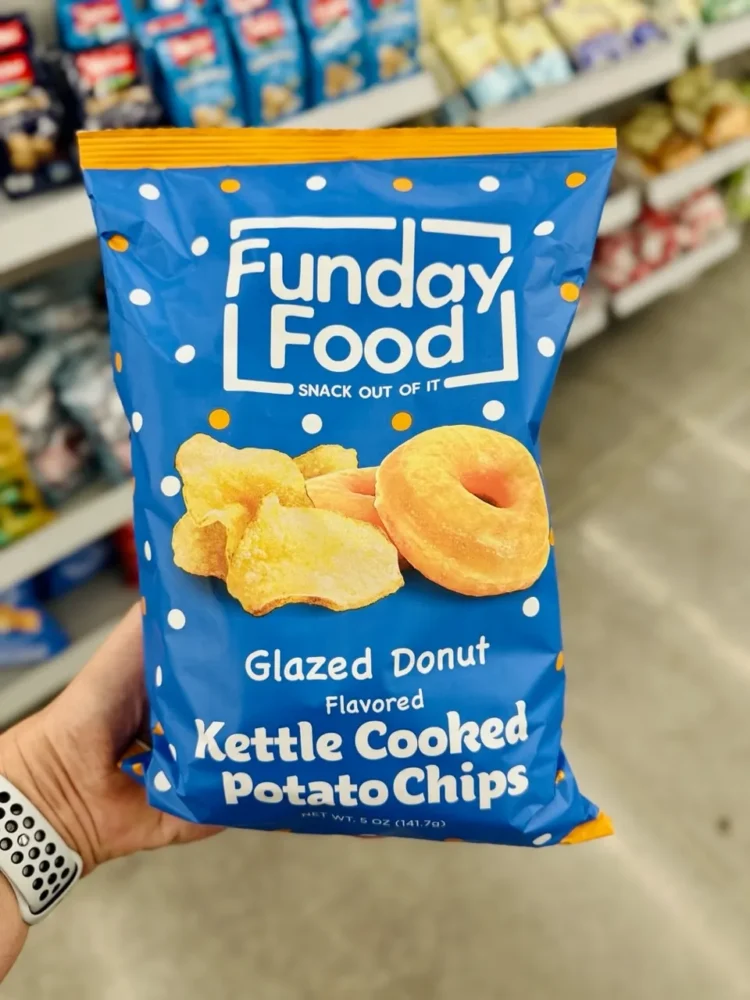 Funday
Food
SNACK OUT OF IT
Glazed Donut
Flavored
Kettle Cooked
Potato Chips
NET WT. 5 OZ (141.7g)